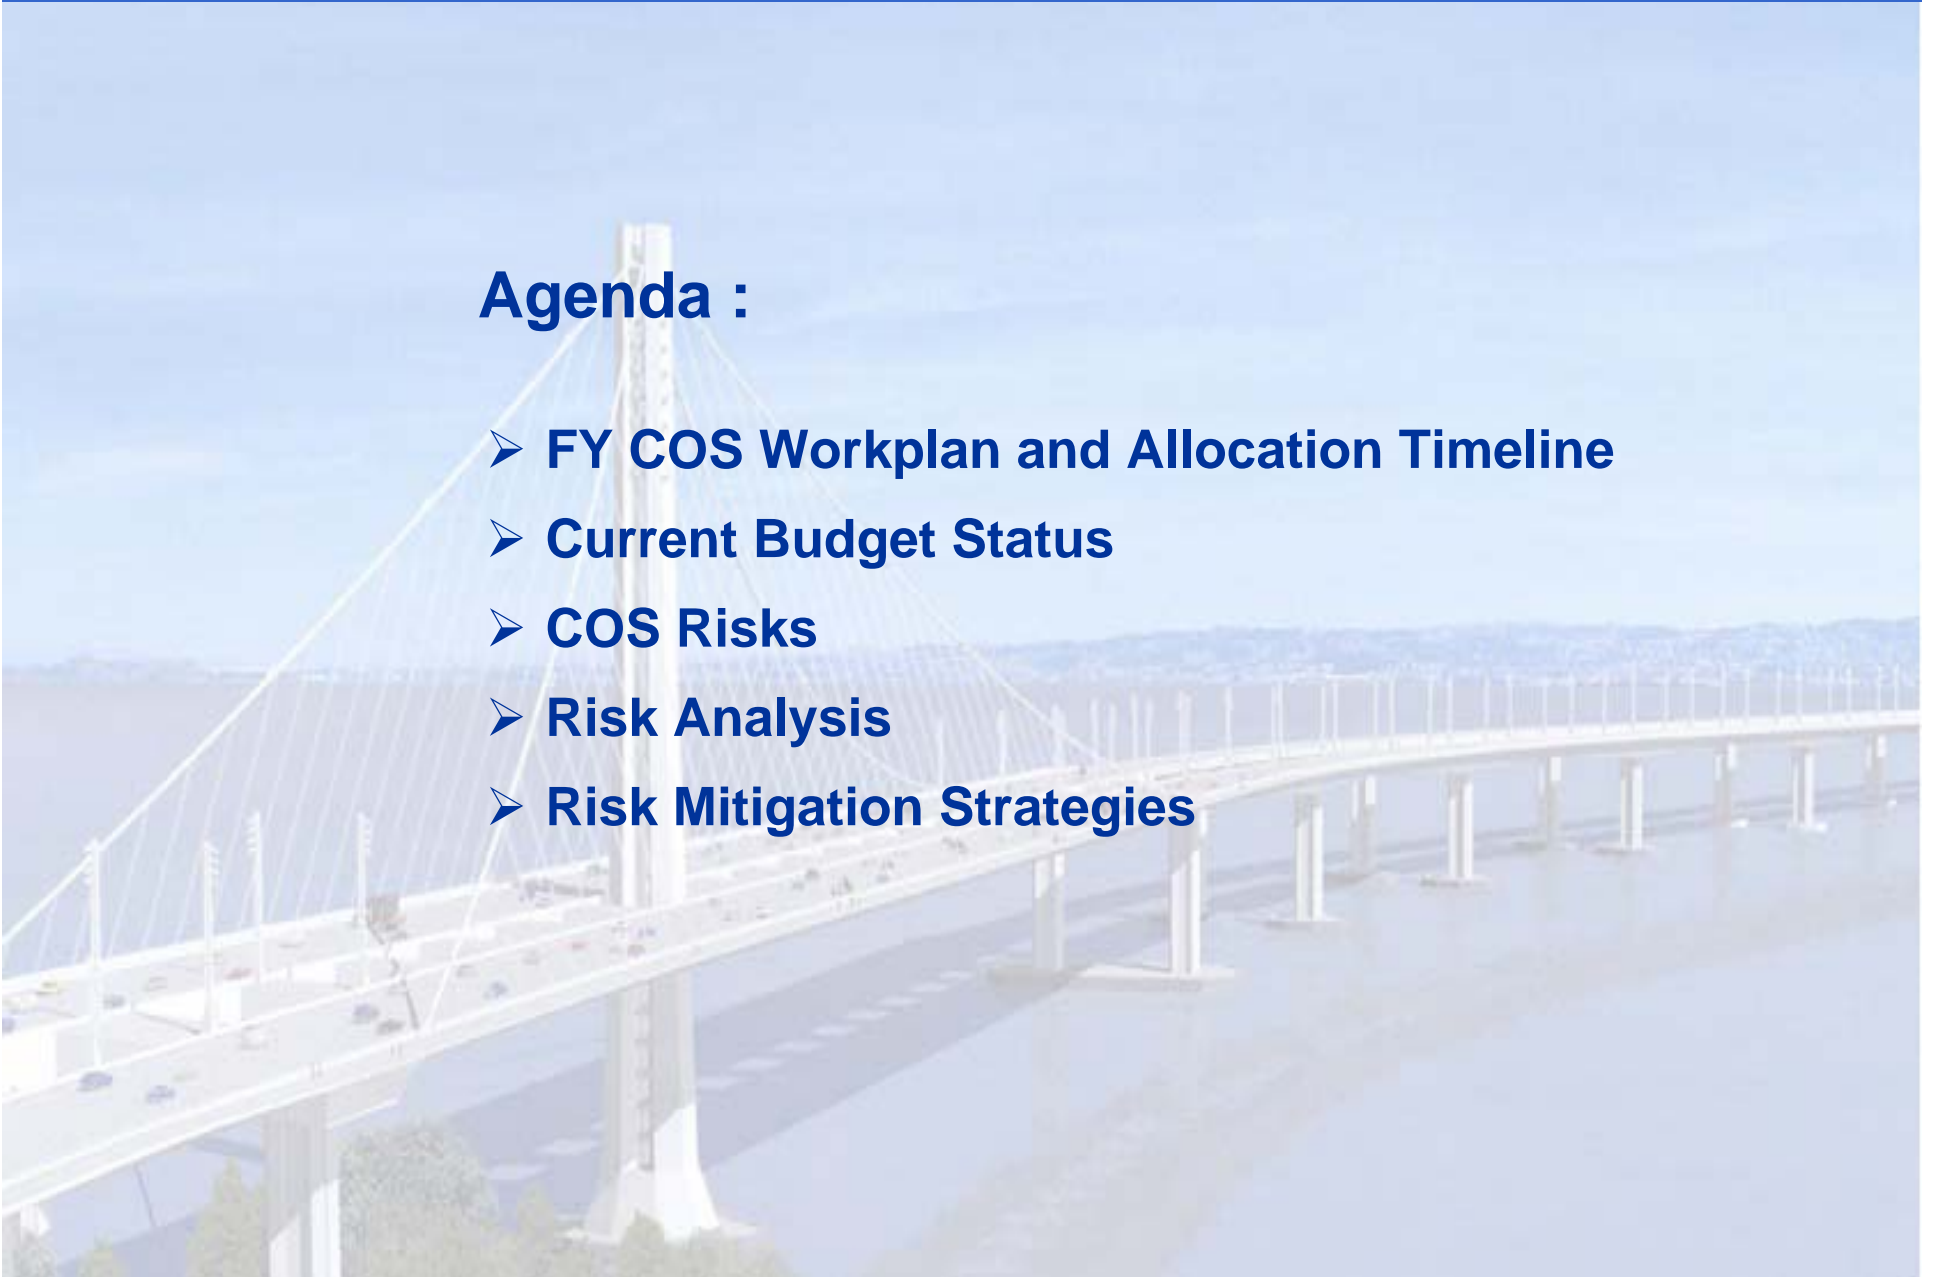 Agenda :
➢ FY COS Workplan and Allocation Timeline
➢ Current Budget Status
➢ COS Risks
➢ Risk Analysis
➢ Risk Mitigation Strategies